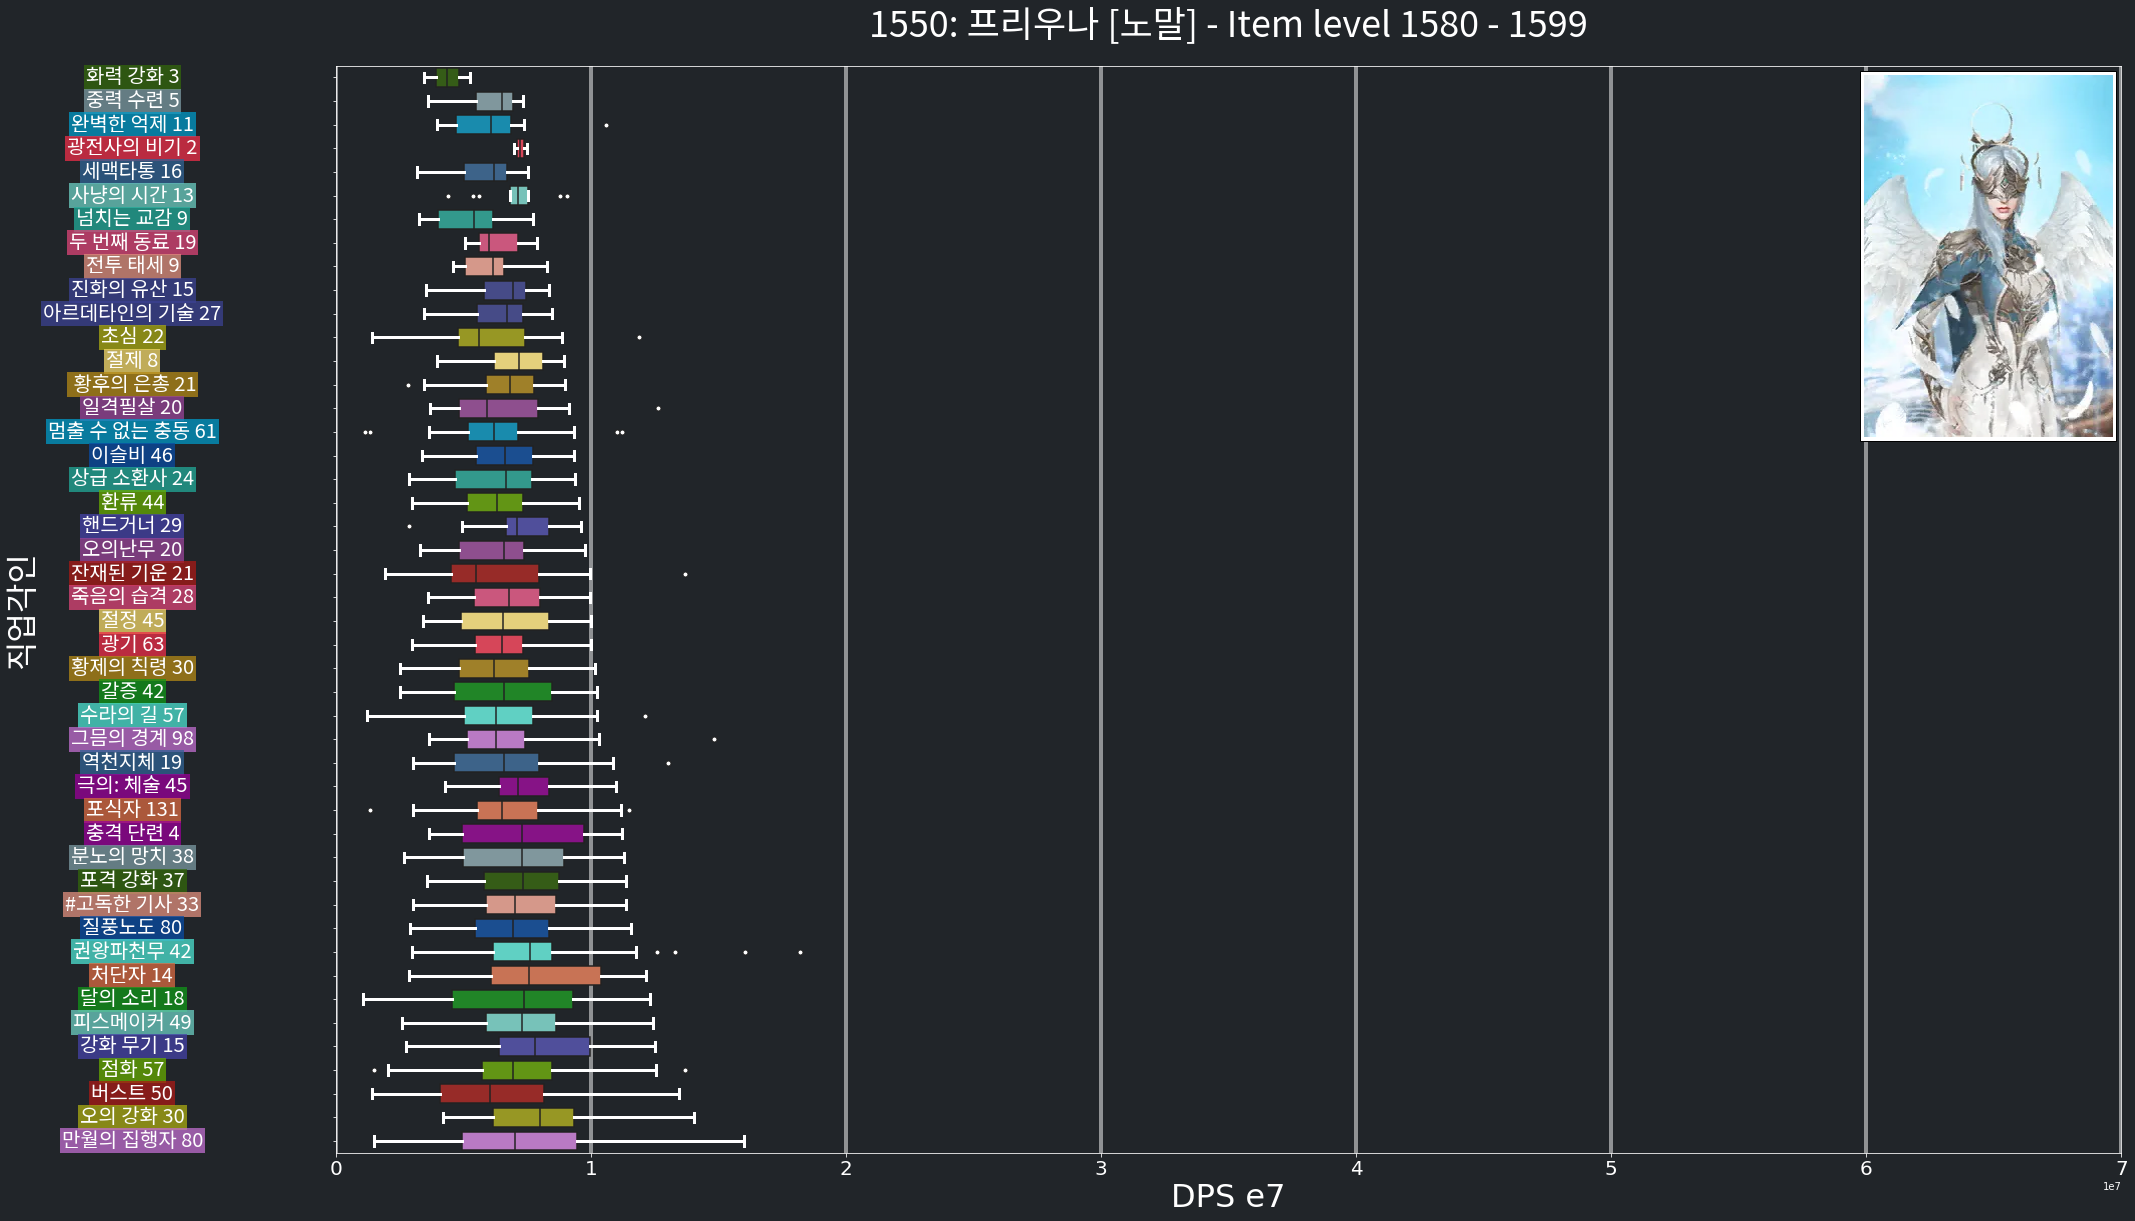 1550: 프리우나 [노말] - Item level 1580 - 1599
화력 강화 3
중력 수련 5
완벽한 억제 11
광전사의 비기 2
세맥타통 16
사냥의 시간 13
넘치는 교감 9
두 번째 동료 19
전투 태세 9
진화의 유산 15
아르데타인의 기술 27
초심 22
절제 8
황후의 은총 21
일격필살 20
멈출 수 없는 충동 61
이슬비 46
상급 소환사 24
환류 44
핸드거너 29
오의난무 20
잔재된 기운 21
죽음의 습격 28
절정 45
광기 63
황제의 칙령 30
갈증 42
수라의 길 57
그믐의 경계 98
역천지체 19
극의: 체술 45
포식자 131
충격 단련 4
분노의 망치 38
포격 강화 37
#고독한 기사 33
질풍노도 80
권왕파천무 42
처단자 14
달의 소리 18
피스메이커 49
강화 무기 15
점화 57
버스트 50
오의 강화 30
만월의 집행자 80
직업각인
0 1 2 3 4 5 6 7
1e7
DPS e7